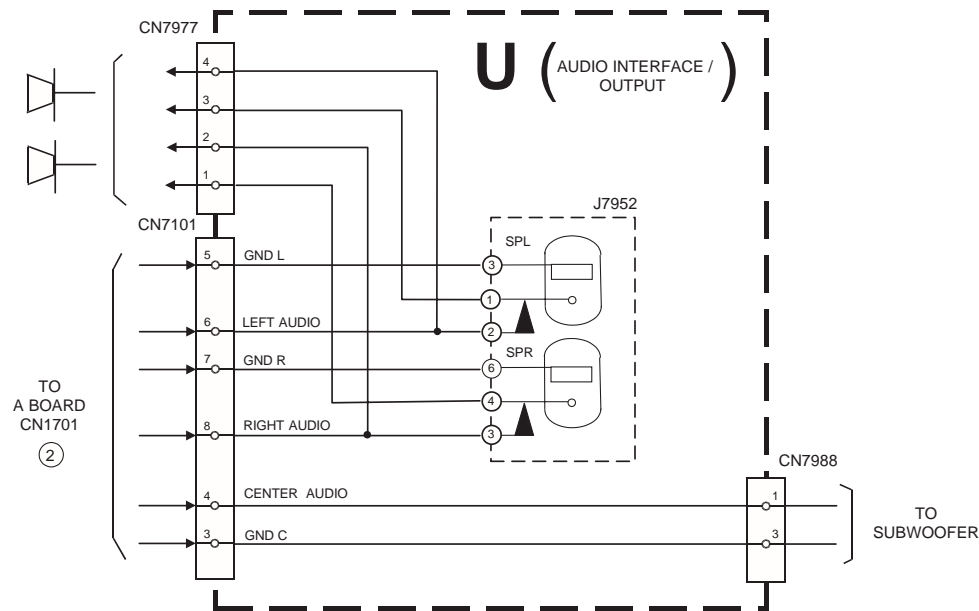 CN7977
U ( AUDIO INTERFACE /
OUTPUT )
4
3
2
1
CN7101
J7952
5 GND L
SPL
3
1
6 LEFT AUDIO
2
7 GND R
SPR
6
4
8 RIGHT AUDIO
3
TO
A BOARD
CN1701
2
CN7988
4 CENTER AUDIO
1
3 GND C
3
TO
SUBWOOFER